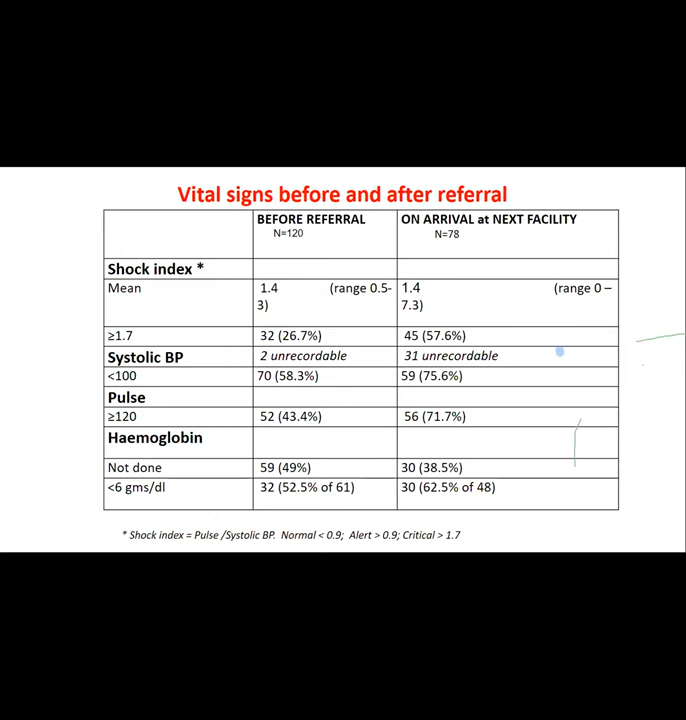 Vital signs before and after referral
BEFORE REFERRAL ON ARRIVAL at NEXT FACILITY
N=120 N=78
Shock index *
Mean 1.4 (range 0.5- 1.4 (range 0 –
3) 7.3)
≥1.7 32 (26.7%) 45 (57.6%)
Systolic BP 2 unrecordable 31 unrecordable
<100 70 (58.3%) 59 (75.6%)
Pulse
≥120 52 (43.4%) 56 (71.7%)
Haemoglobin
Not done 59 (49%) 30 (38.5%)
<6 gms/dl 32 (52.5% of 61) 30 (62.5% of 48)
* Shock index = Pulse /Systolic BP. Normal < 0.9; Alert > 0.9; Critical > 1.7